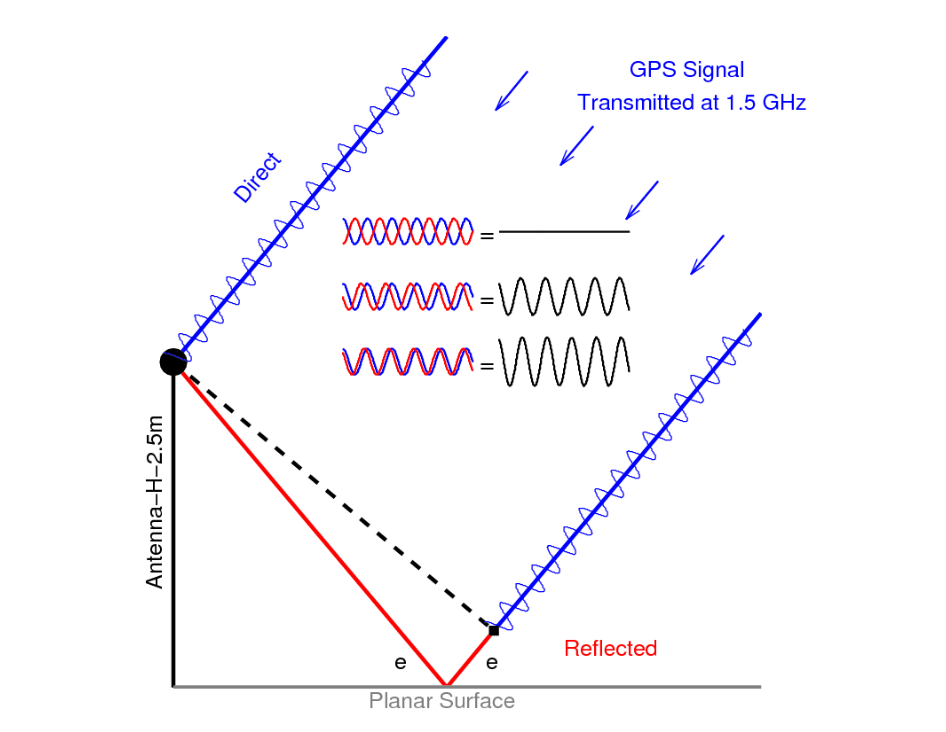 GPS Signal
Transmitted at 1.5 GHz
Direct
=
=
=
Antenna−H−2.5m
e
e
Reflected
Planar Surface